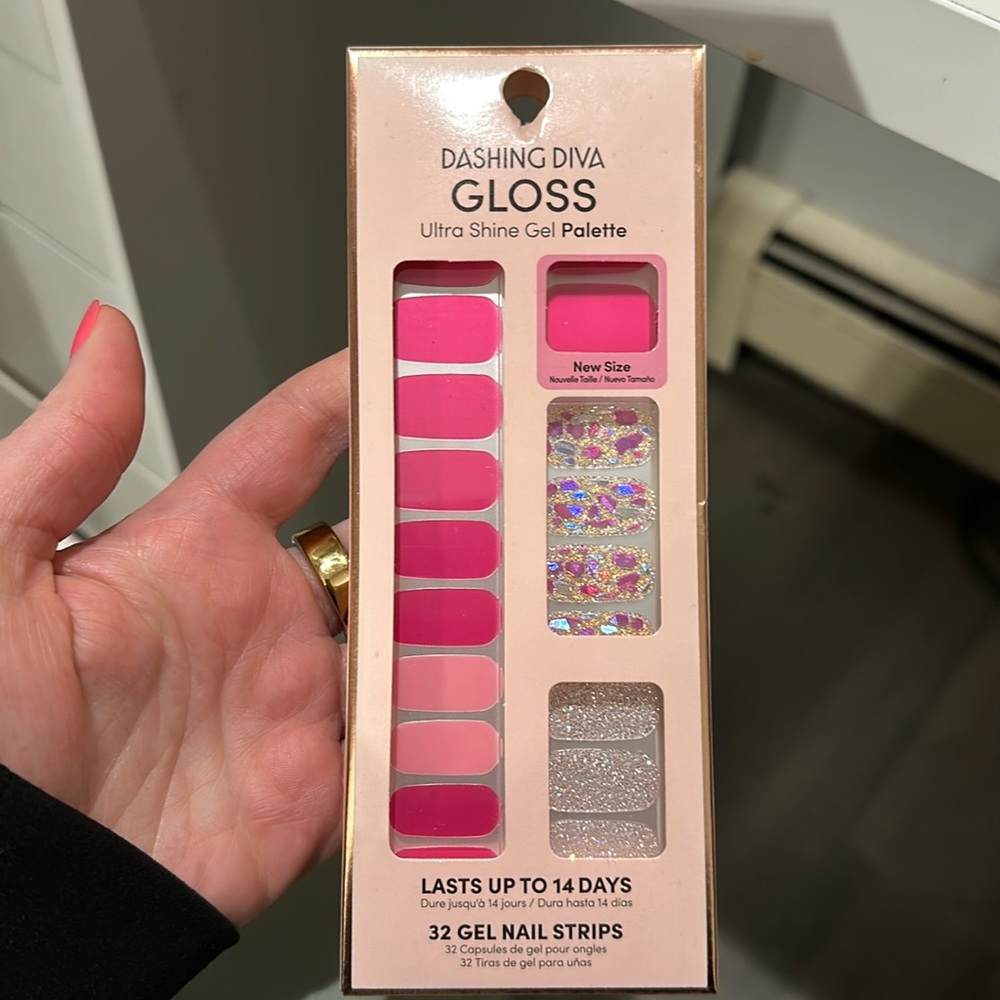 DASHING DIVA
GLOSS
Ultra Shine Gel Palette
New Size
Nouvelle Taille / Nuevo Tamaño
LASTS UP TO 14 DAYS
Dure jusqu'à 14 jours / Dura hasta 14 días
32 GEL NAIL STRIPS
32 Capsules de gel pour ongles
32 Tiras de gel para uñas